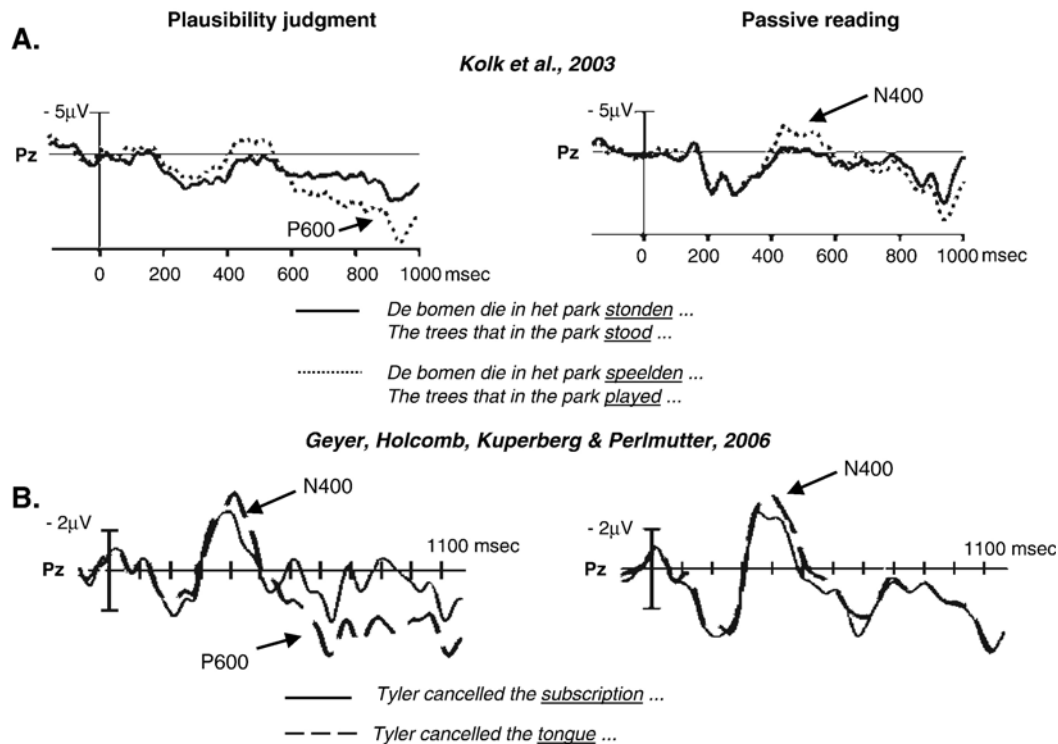 Plausibility judgment Passive reading
A.
Kolk et al., 2003
- 5µV N400 - 5µV
Pz Pz
P600
0 200 400 600 800 1000 msec 0 200 400 600 800 1000 msec
De bomen die in het park stonden ...
The trees that in the park stood ...
De bomen die in het park speelden ...
The trees that in the park played ...
Geyer, Holcomb, Kuperberg & Perlmutter, 2006
B. N400 N400
- 2µV 1100 msec - 2µV 1100 msec
Pz Pz
P600
Tyler cancelled the subscription ...
Tyler cancelled the tongue ...